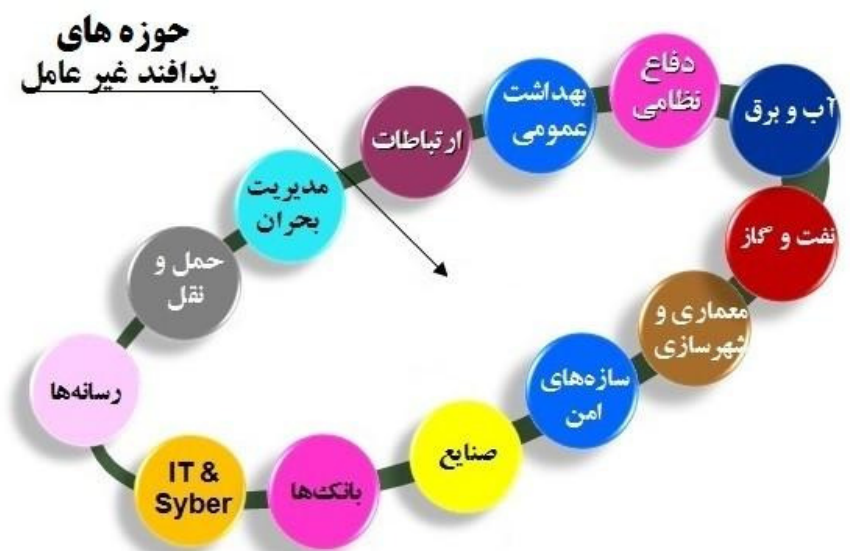 حوزه های
پدافند غیر عامل
دفاع
نظامی
آب و برق
بهداشت
عمومی
ارتباطات
مدیریت
بحران
نفت و گاز
حمل و
نقل
معماری و
شهرسازی
سازه‌های
امن
رسانه‌ها
صنایع
بانک‌ها
IT &
Syber